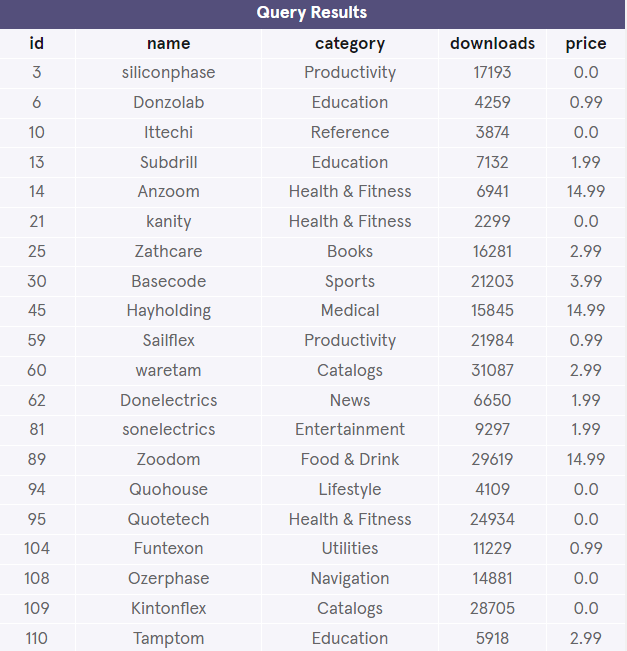 Query Results
id name category downloads price
3 siliconphase Productivity 17193 0.0
6 Donzolab Education 4259 0.99
10 Ittechi Reference 3874 0.0
13 Subdrill Education 7132 1.99
14 Anzoom Health & Fitness 6941 14.99
21 kanity Health & Fitness 2299 0.0
25 Zathcare Books 16281 2.99
30 Basecode Sports 21203 3.99
45 Hayholding Medical 15845 14.99
59 Sailflex Productivity 21984 0.99
60 waretam Catalogs 31087 2.99
62 Donelectrics News 6650 1.99
81 sonelectrics Entertainment 9297 1.99
89 Zoodom Food & Drink 29619 14.99
94 Quohouse Lifestyle 4109 0.0
95 Quotetech Health & Fitness 24934 0.0
104 Funtexon Utilities 11229 0.99
108 Ozerphase Navigation 14881 0.0
109 Kintonflex Catalogs 28705 0.0
110 Tamptom Education 5918 2.99